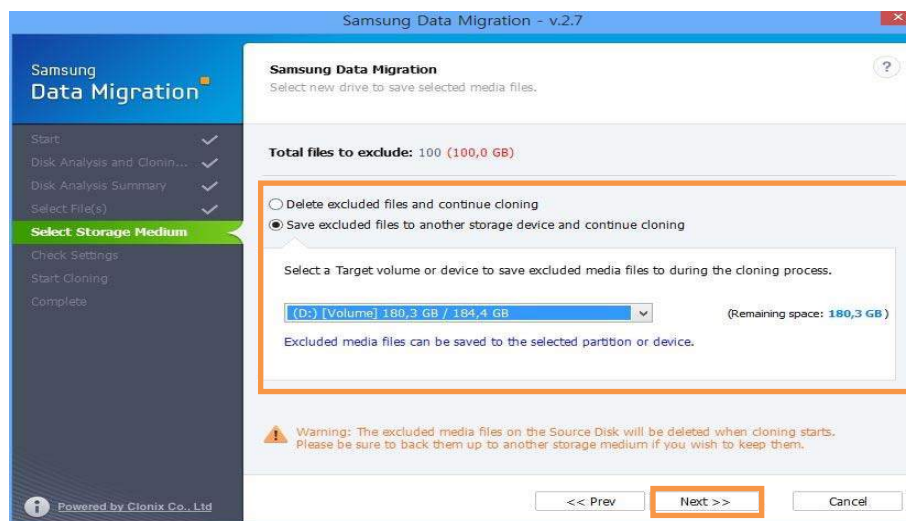 Samsung Data Migration - v.2.7
Samsung
Data Migration
Start
Disk Analysis and Clonin...
Disk Analysis Summary
Select File(s)
Select Storage Medium
Check Settings
Start Cloning
Complete
Powered by Clonix Co., Ltd
Samsung Data Migration
?
Select new drive to save selected media files.
Total files to exclude: 100 (100,0 GB)
Delete excluded files and continue cloning
Save excluded files to another storage device and continue cloning
Select a Target volume or device to save excluded media files to during the cloning process.
(D:) [Volume] 180,3 GB / 184,4 GB
(Remaining space: 180,3 GB)
Excluded media files can be saved to the selected partition or device.
Warning: The excluded media files on the Source Disk will be deleted when cloning starts.
Please be sure to back them up to another storage medium if you wish to keep them.
<< Prev
Next >>
Cancel